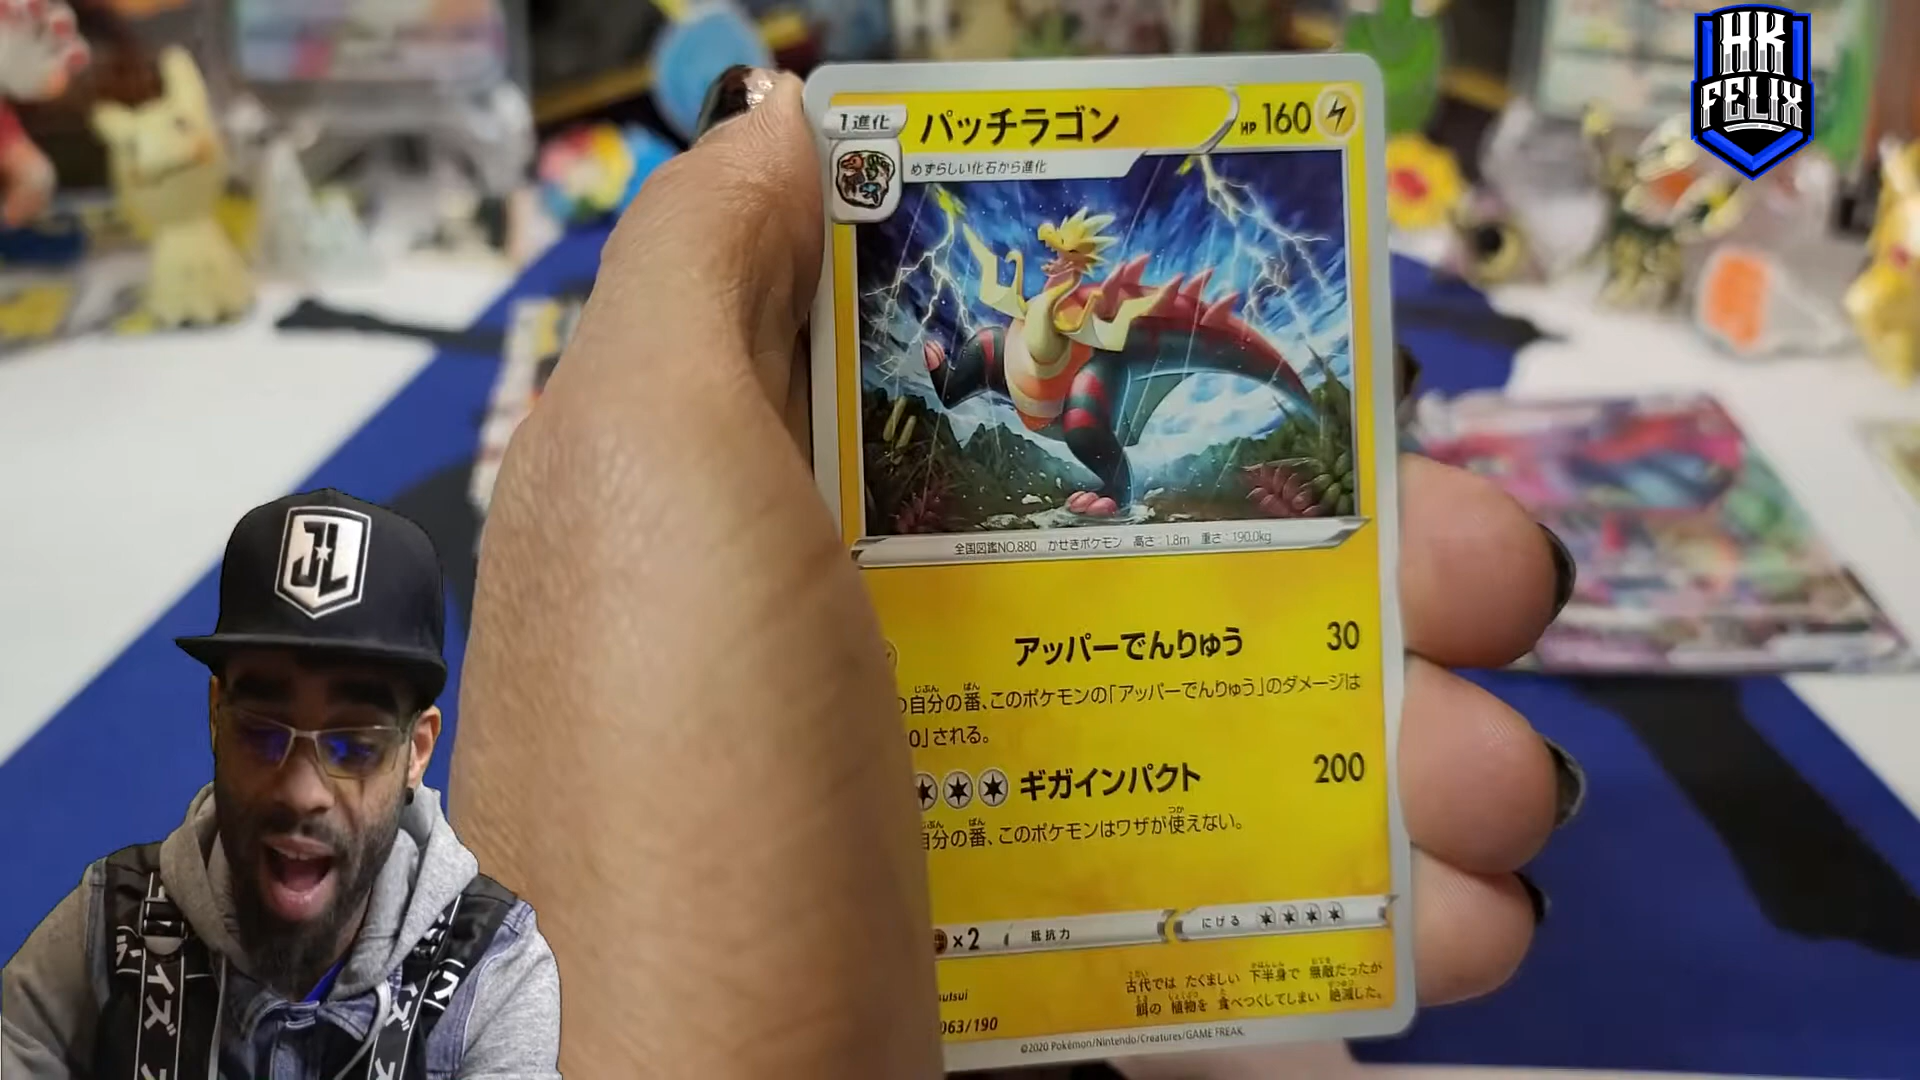 HK
FELIX
1進化
パッチラゴン
HP 160
めずらしい化石から進化
全国図鑑NO.880 かせきポケモン 高さ:1.8m 重さ:190.0kg
アッパーでんりゅう 30
自分の番、このポケモンの「アッパーでんりゅう」のダメージは
0」される。
ギガインパクト 200
自分の番、このポケモンはワザが使えない。
×2 抵抗力 にげる
古代では たくましい 下半身で 無敵だったが
餌の 植物を 食べつくしてしまい 絶滅した。
063/190
©2020 Pokémon/Nintendo/Creatures/GAME FREAK.
JL